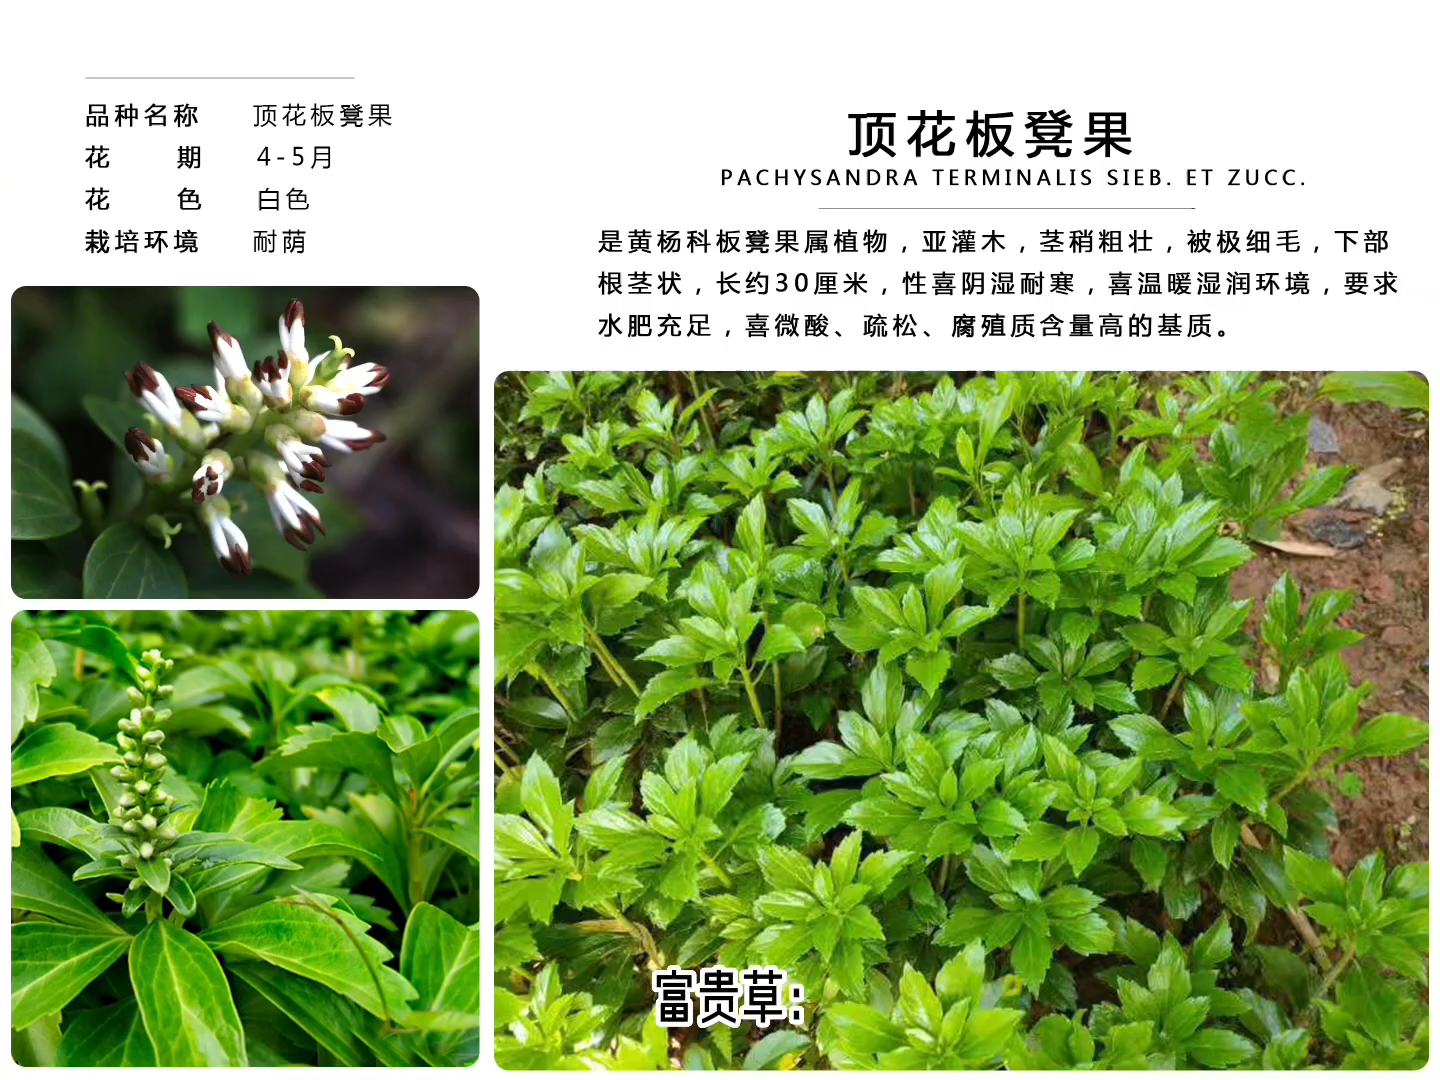 品种名称 顶花板凳果
花 期 4-5月
花 色 白色
栽培环境 耐荫
顶花板凳果
PACHYSANDRA TERMINALIS SIEB. ET ZUCC.
是黄杨科板凳果属植物，亚灌木，茎稍粗壮，被极细毛，下部
根茎状，长约30厘米，性喜阴湿耐寒，喜温暖湿润环境，要求
水肥充足，喜微酸、疏松、腐殖质含量高的基质。
富贵草：